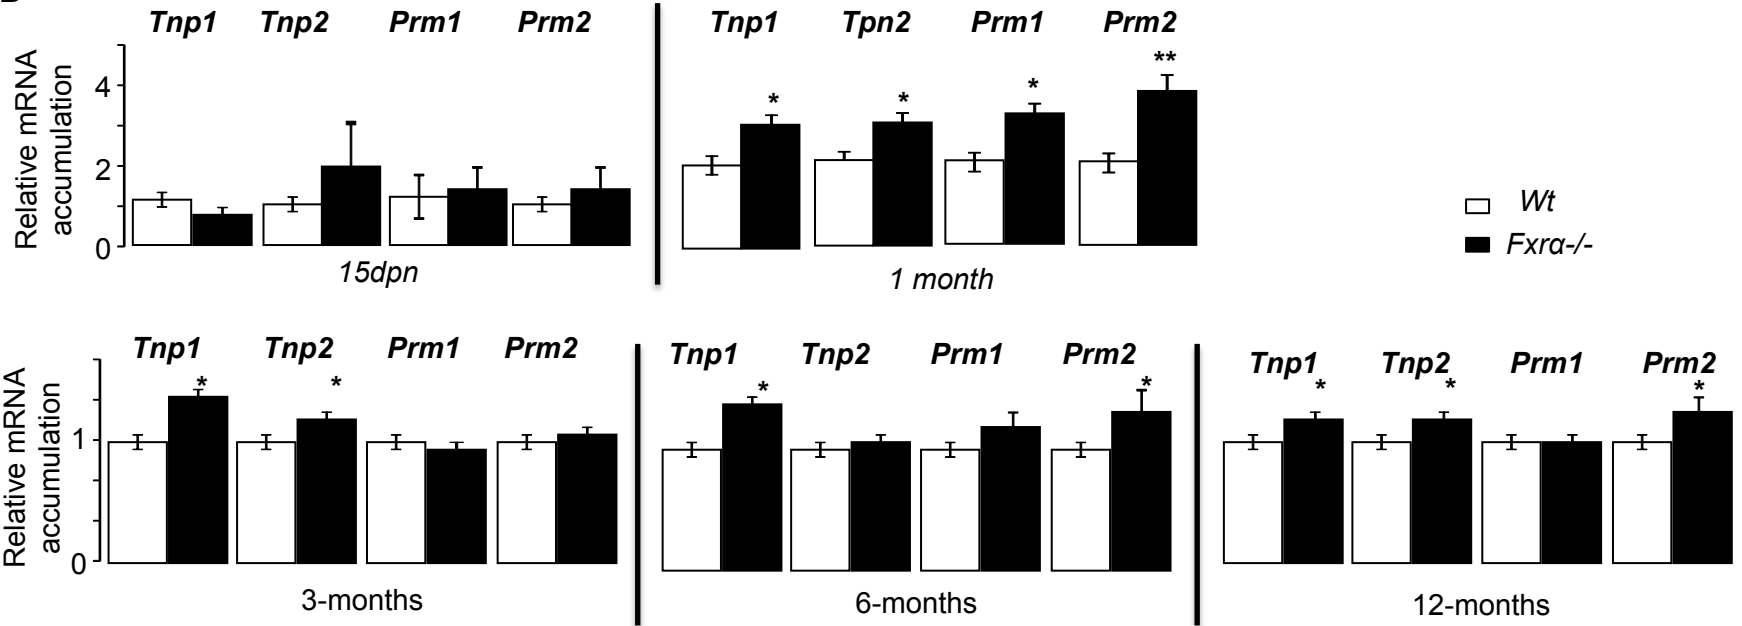 Tnp1 Tnp2 Prm1 Prm2
Tnp1 Tpn2 Prm1 Prm2
Relative mRNA
accumulation
4
2
0
* * * **
15dpn
1 month
Wt
Fxrα-/-
Tnp1 Tnp2 Prm1 Prm2
Tnp1 Tnp2 Prm1 Prm2
Tnp1 Tnp2 Prm1 Prm2
Relative mRNA
accumulation
1
0
* *
* *
* * *
3-months
6-months
12-months